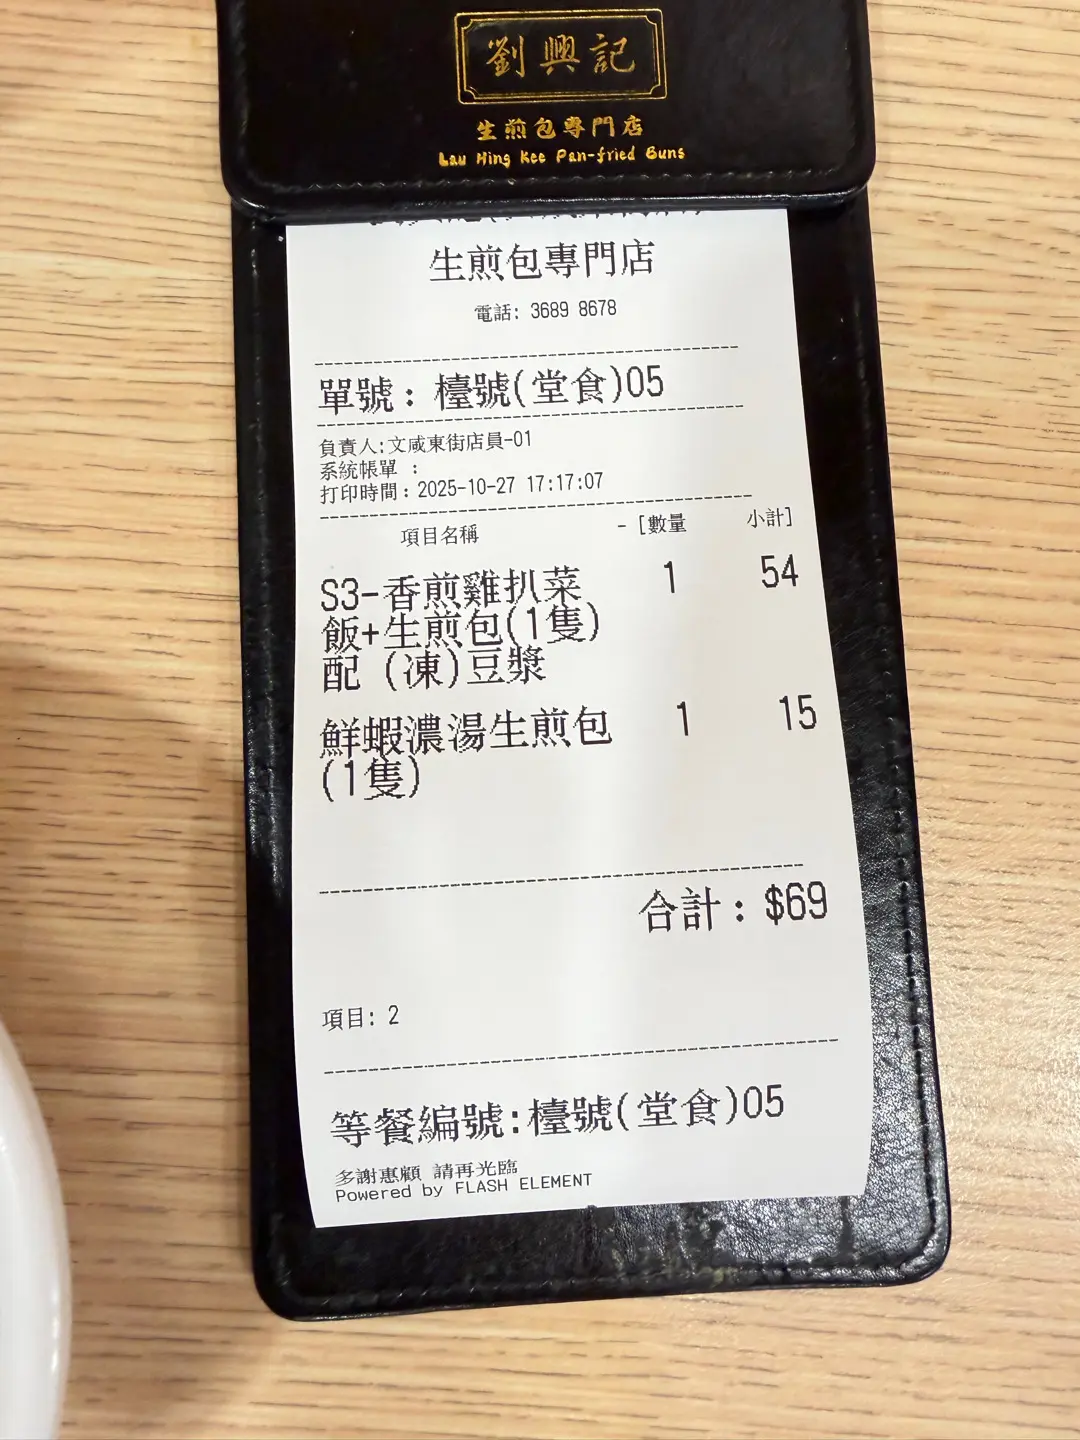 劉興記
生煎包專門店
Lau Hing Kee Pan-fried Buns
生煎包專門店
電話: 3689 8678
單號: 檯號(堂食)05
負責人:文咸東街店員-01
系統帳單 :
打印時間:2025-10-27 17:17:07
項目名稱 - [數量 小計]
S3-香煎雞扒菜 1 54
飯+生煎包(1隻)
配 (凍)豆漿
鮮蝦濃湯生煎包 1 15
(1隻)
合計: $69
項目: 2
等餐編號:檯號(堂食)05
多謝惠顧 請再光臨
Powered by FLASH ELEMENT